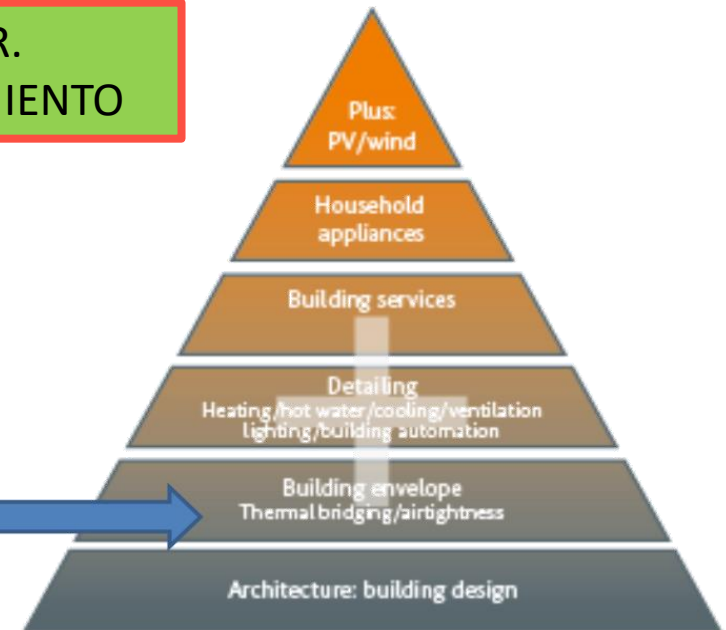 R.
IENTO
Plus:
PV/wind
Household
appliances
Building services
Detailing
Heating/hot water/cooling/ventilation
lighting/building automation
Building envelope
Thermal bridging/airtightness
Architecture: building design